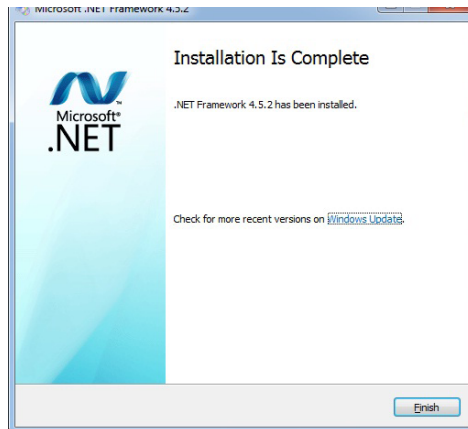 Microsoft .NET Framework 4.5.2
Installation Is Complete
Microsoft®
.NET™
.NET Framework 4.5.2 has been installed.
Check for more recent versions on Windows Update.
Finish